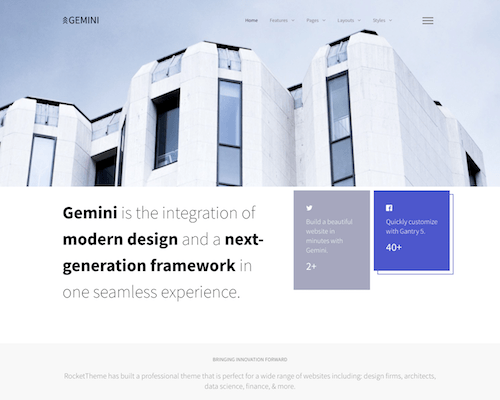 GEMINI
Home Features Pages Layouts Styles
Gemini is the integration of
modern design and a next-
generation framework in
one seamless experience.
Build a beautiful
website in
minutes with
Gemini.
2+
Quickly customize
with Gantry 5.
40+
BRINGING INNOVATION FORWARD
RocketTheme has built a professional theme that is perfect for a wide range of websites including: design firms, architects,
data science, finance, & more.